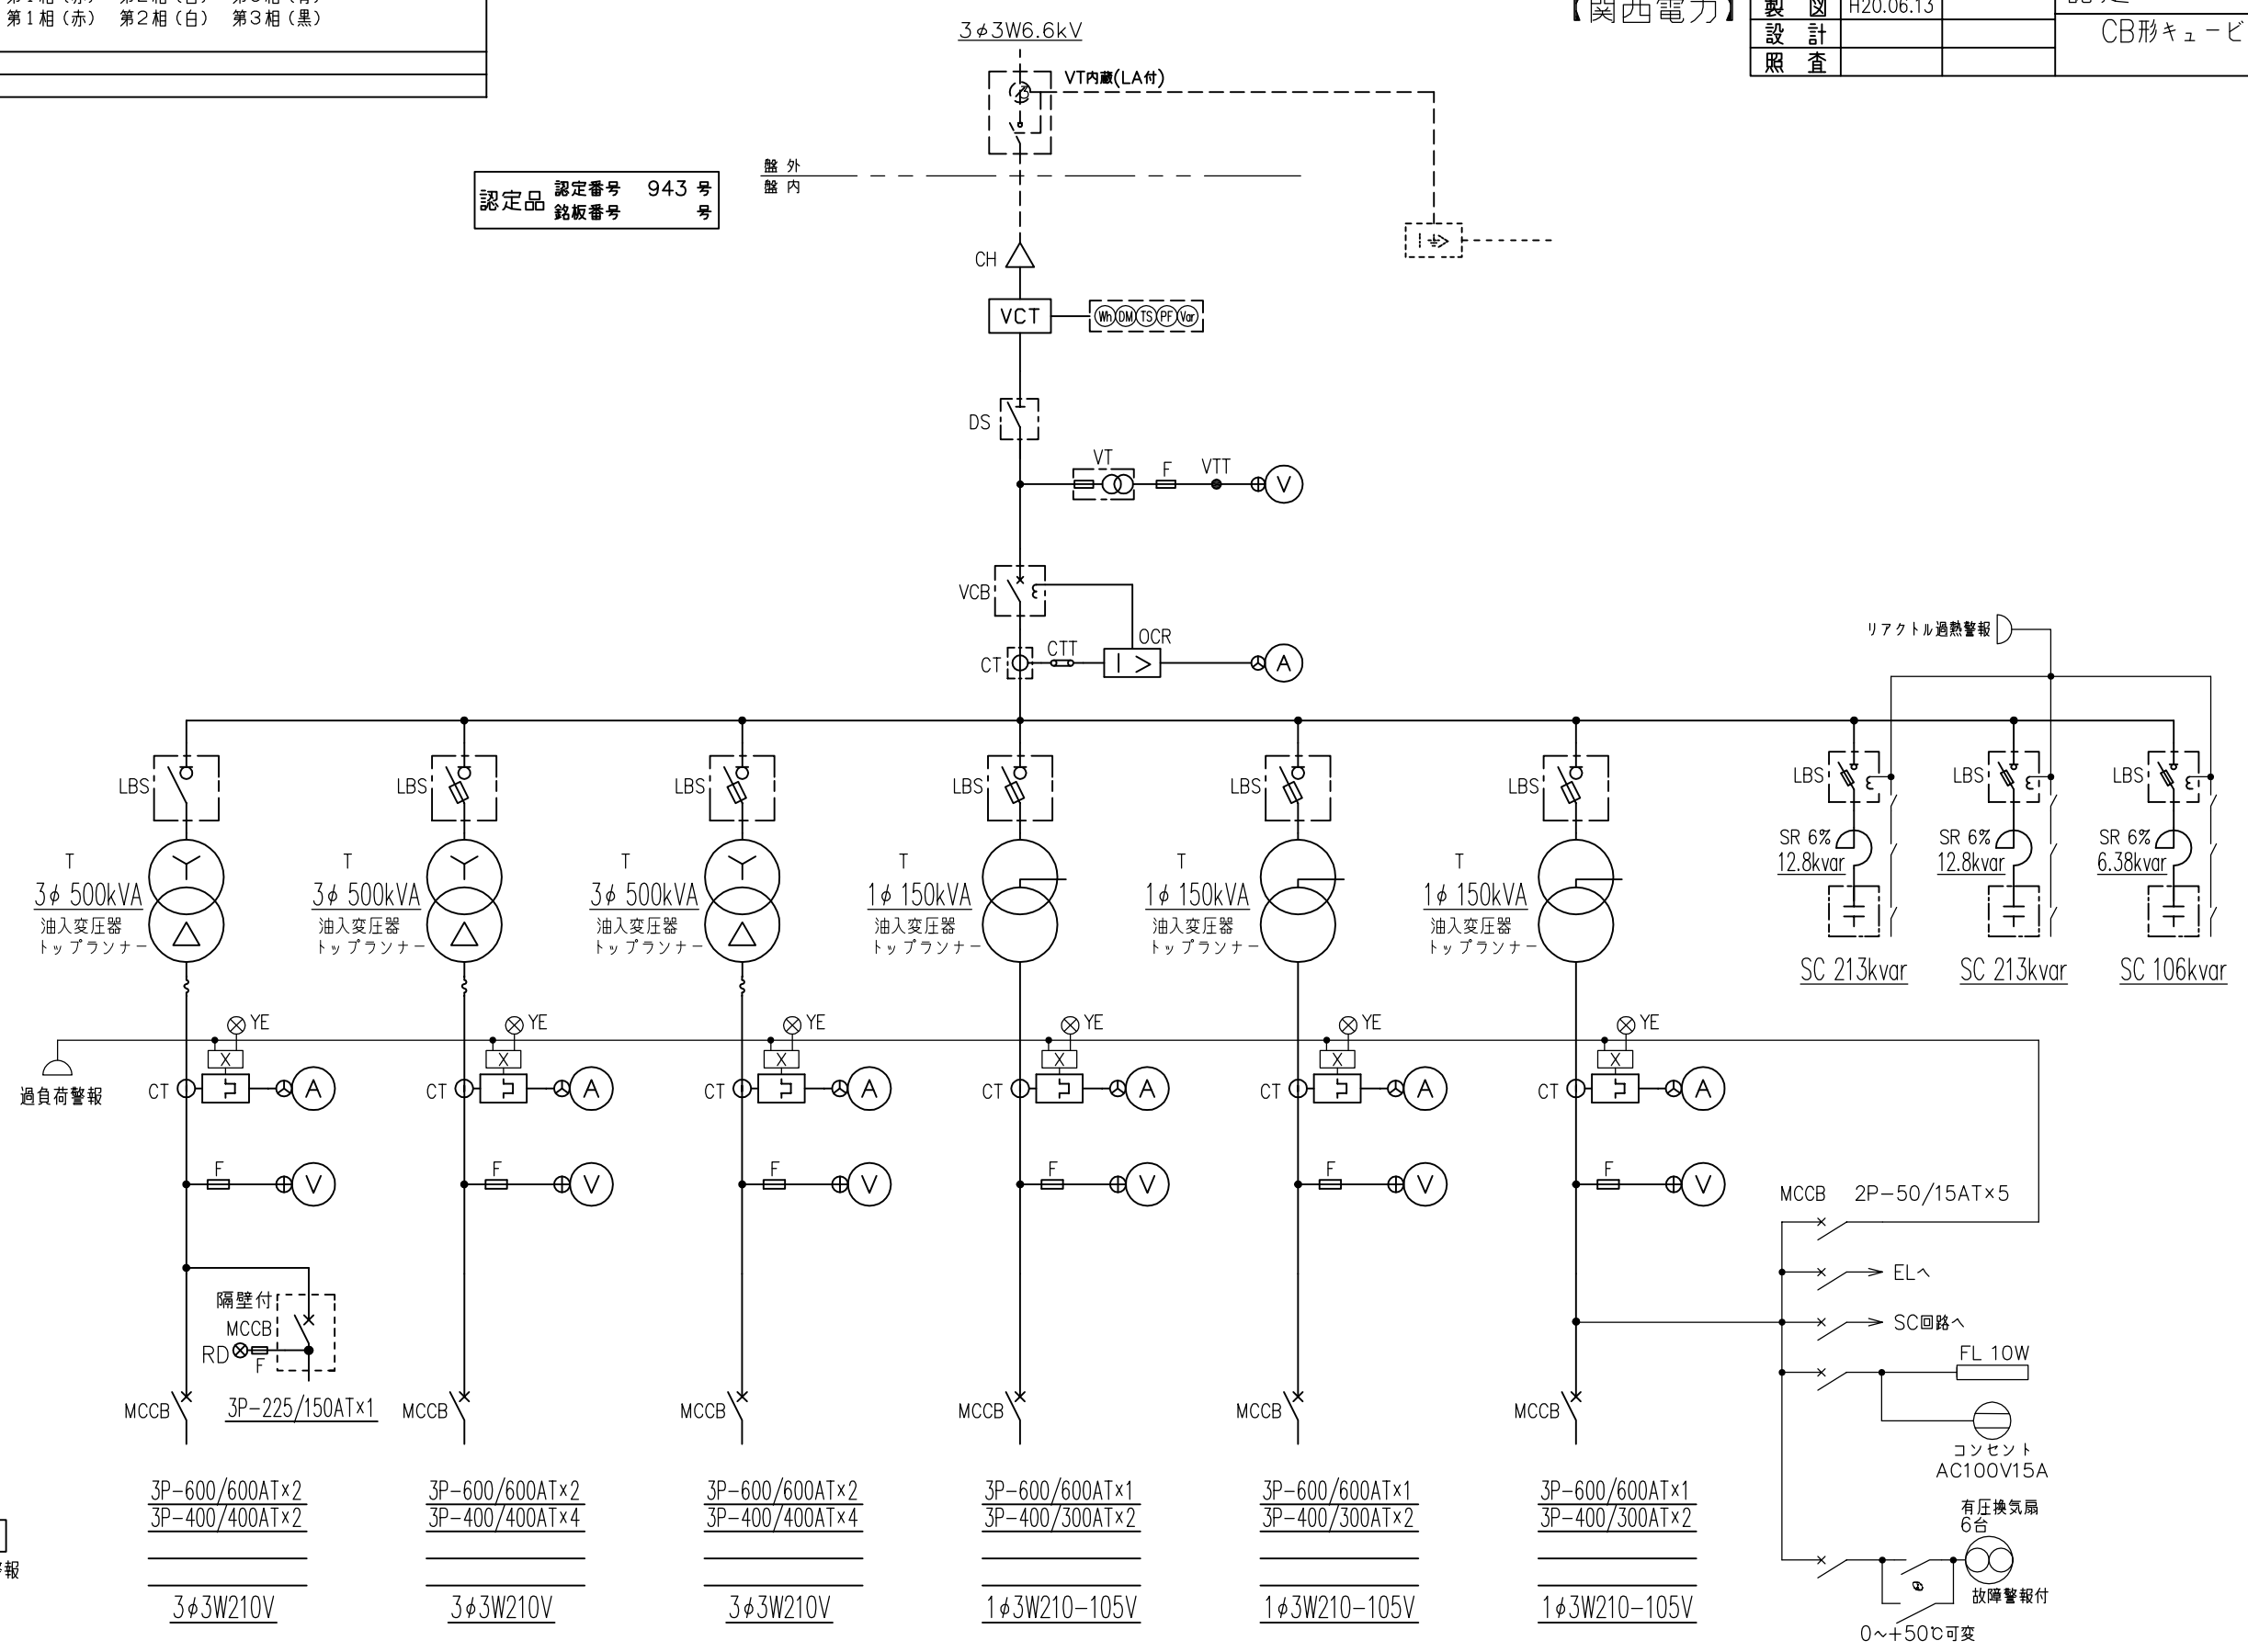 第1相(赤) 第2相(白) 第3相(黒)
【関西電力】
製図 H20.06.13
設計
照査
CB形キュービ
3φ3W6.6kV
VT内蔵(LA付)
盤外
盤内
認定品
認定番号 943 号
銘板番号 号
I >
CH
VCT
Wh DM TS PF Var
DS
VT
F
VTT
V
VCB
OCR
CTT
CT
I >
A
リアクトル過熱警報
LBS
LBS
LBS
LBS
LBS
LBS
LBS
LBS
LBS
SR 6%
12.8kvar
SR 6%
12.8kvar
SR 6%
6.38kvar
SC 213kvar
SC 213kvar
SC 106kvar
T
3φ 500kVA
油入変圧器
トップランナー
T
3φ 500kVA
油入変圧器
トップランナー
T
3φ 500kVA
油入変圧器
トップランナー
T
1φ 150kVA
油入変圧器
トップランナー
T
1φ 150kVA
油入変圧器
トップランナー
T
1φ 150kVA
油入変圧器
トップランナー
YE
YE
YE
YE
YE
YE
X
X
X
X
X
X
過負荷警報
CT
A
CT
A
CT
A
CT
A
CT
A
CT
A
F
V
F
V
F
V
F
V
F
V
F
V
MCCB 2P-50/15AT×5
ELへ
SC回路へ
FL 10W
コンセント
AC100V15A
有圧換気扇
6台
故障警報付
0~+50℃可変
隔壁付
MCCB
RD
F
3P-225/150AT×1
MCCB
MCCB
MCCB
MCCB
MCCB
MCCB
3P-600/600AT×2
3P-400/400AT×2
3φ3W210V
3P-600/600AT×2
3P-400/400AT×4
3φ3W210V
3P-600/600AT×2
3P-400/400AT×4
3φ3W210V
3P-600/600AT×1
3P-400/300AT×2
1φ3W210-105V
3P-600/600AT×1
3P-400/300AT×2
1φ3W210-105V
3P-600/600AT×1
3P-400/300AT×2
1φ3W210-105V
報